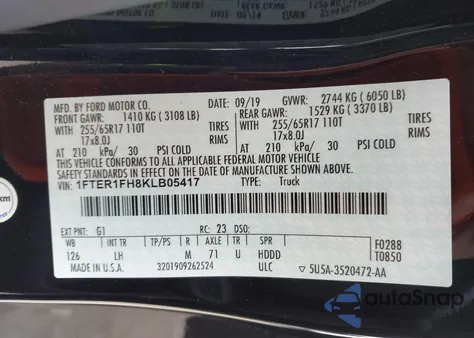 MFD. BY FORD MOTOR CO.
09/19 GVWR: 2744 KG ( 6050 LB)
FRONT GAWR: 1410 KG ( 3108 LB)
REAR GAWR: 1529 KG ( 3370 LB)
WITH 255/65R17 110T TIRES
17x8.0J RIMS
AT 210 kPa/ 30 PSI COLD
WITH 255/65R17 110T TIRES
17x8.0J RIMS
AT 210 kPa/ 30 PSI COLD
THIS VEHICLE CONFORMS TO ALL APPLICABLE FEDERAL MOTOR VEHICLE
SAFETY STANDARDS IN EFFECT ON THE DATE OF MANUFACTURE SHOWN ABOVE.
VIN: 1FTER1FH8KLB05417 TYPE: Truck
EXT PNT: G1 RC: 23 DSO:
WB INT TR TP/PS R AXLE TR SPR F0288
126 LH M 71 U HDDD T0850
MADE IN U.S.A. 3201909262524 ULC ▽ 5U5A-3520472-AA
autoSnap